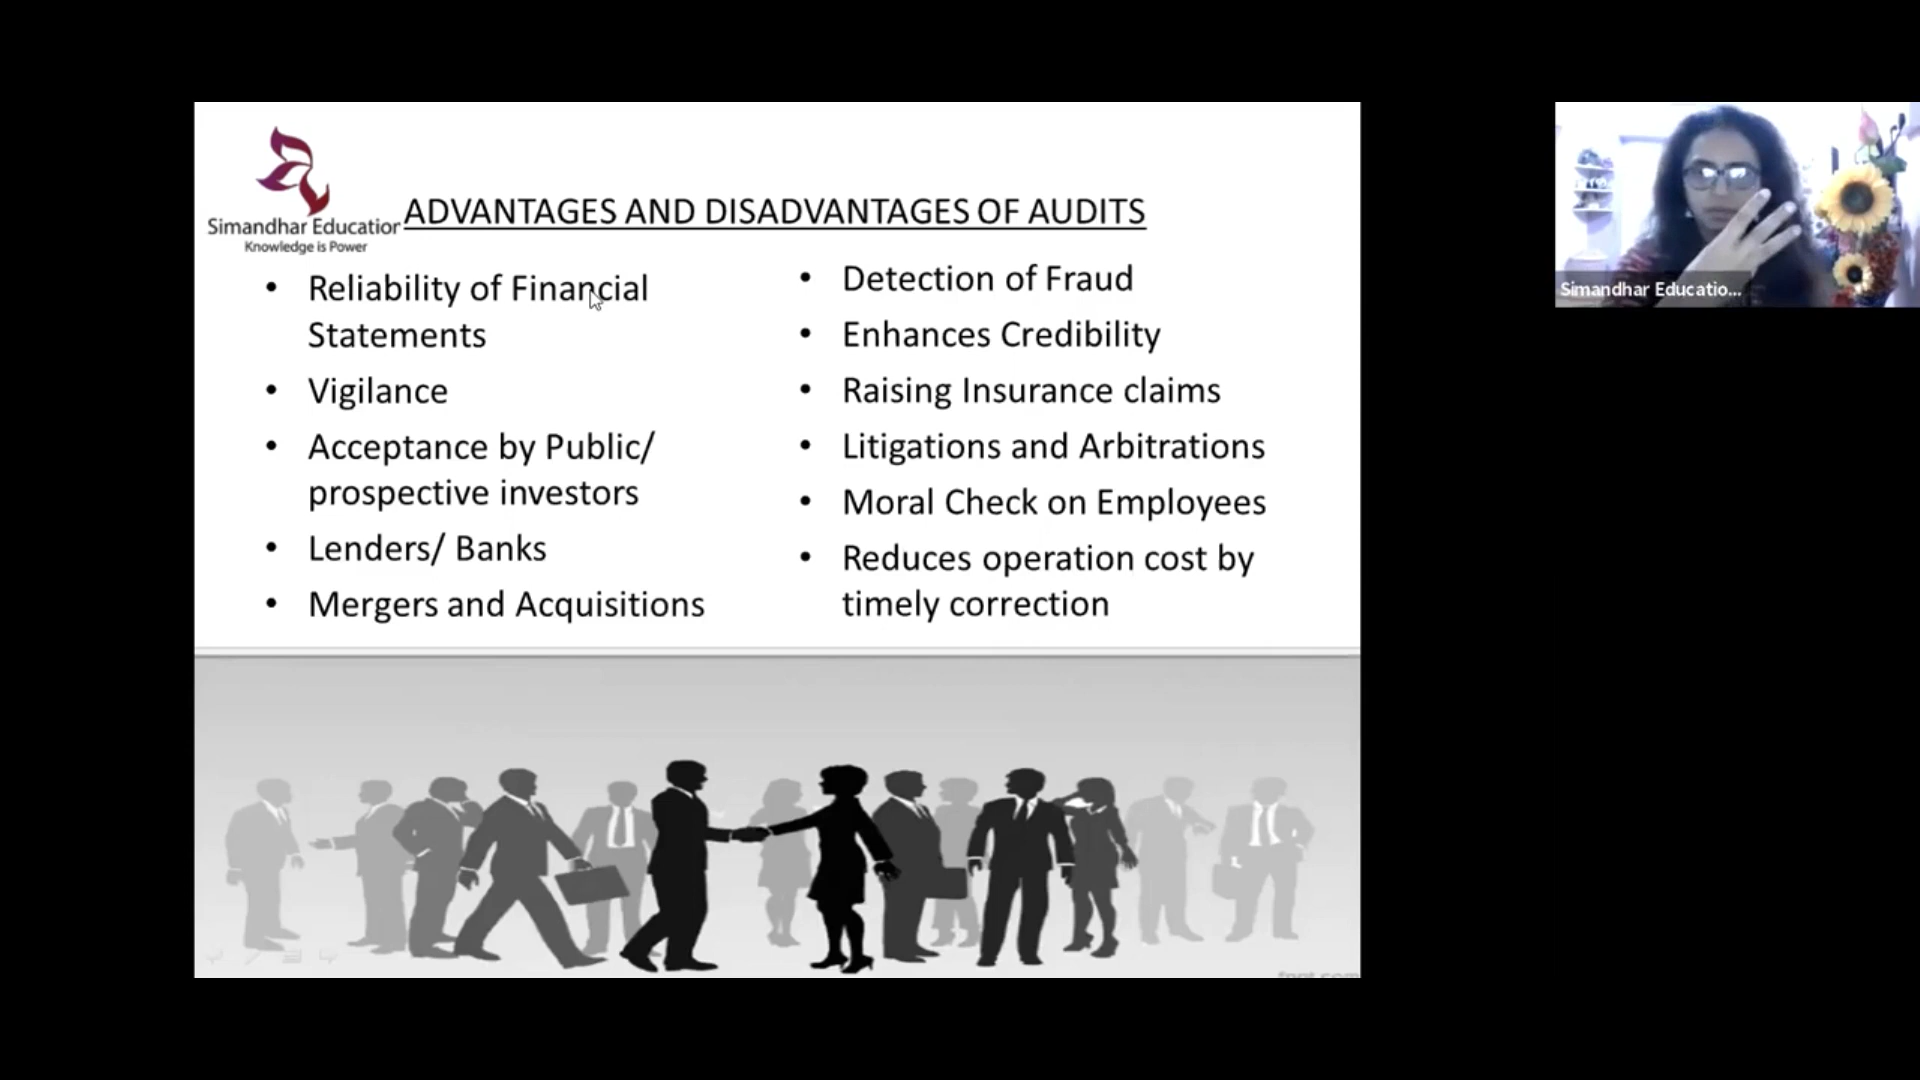 Simandhar Education
Knowledge is Power
ADVANTAGES AND DISADVANTAGES OF AUDITS
• Reliability of Financial
Statements
• Vigilance
• Acceptance by Public/
prospective investors
• Lenders/ Banks
• Mergers and Acquisitions
• Detection of Fraud
• Enhances Credibility
• Raising Insurance claims
• Litigations and Arbitrations
• Moral Check on Employees
• Reduces operation cost by
timely correction
Simandhar Educatio...